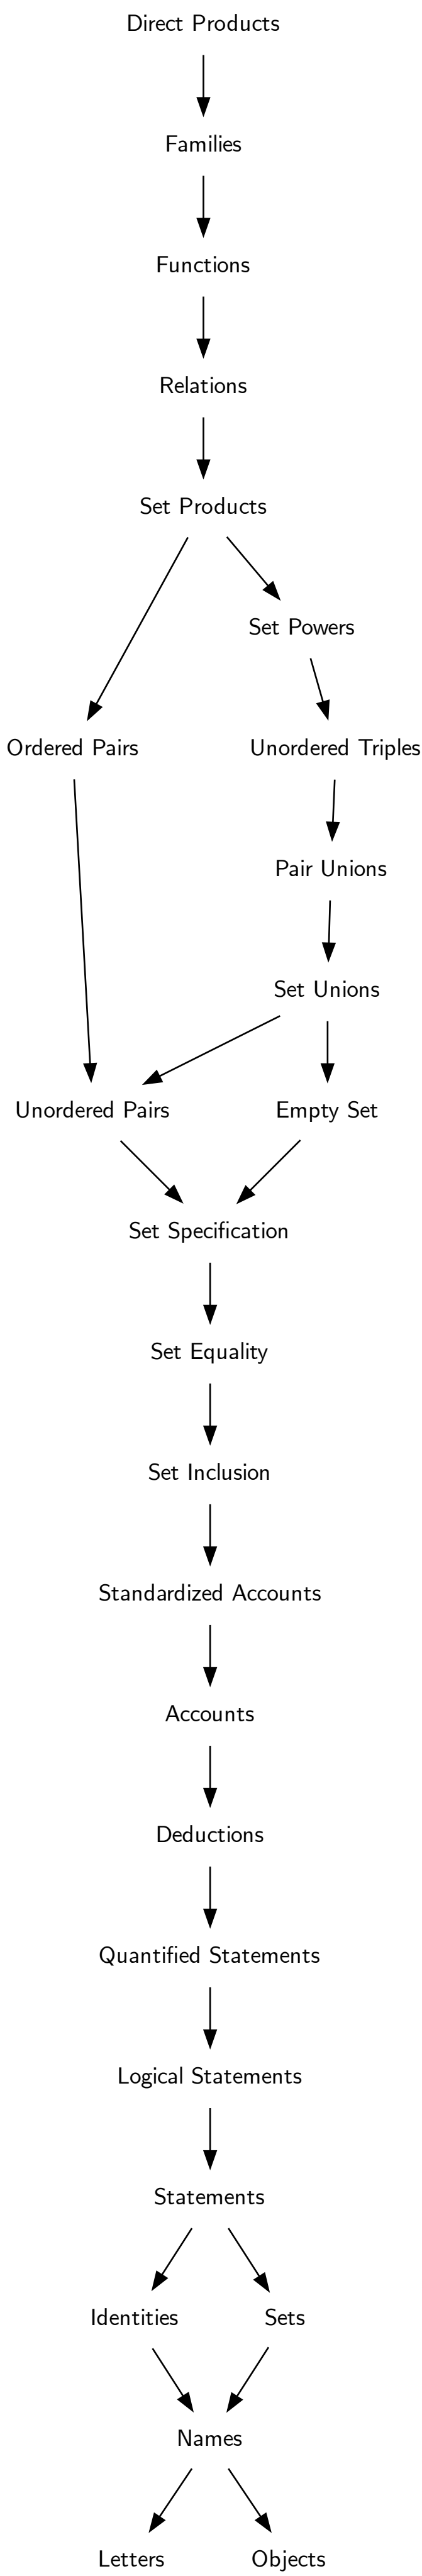 Direct Products
Families
Functions
Relations
Set Products
Set Powers
Ordered Pairs
Unordered Triples
Pair Unions
Set Unions
Unordered Pairs
Empty Set
Set Specification
Set Equality
Set Inclusion
Standardized Accounts
Accounts
Deductions
Quantified Statements
Logical Statements
Statements
Identities
Sets
Names
Letters
Objects